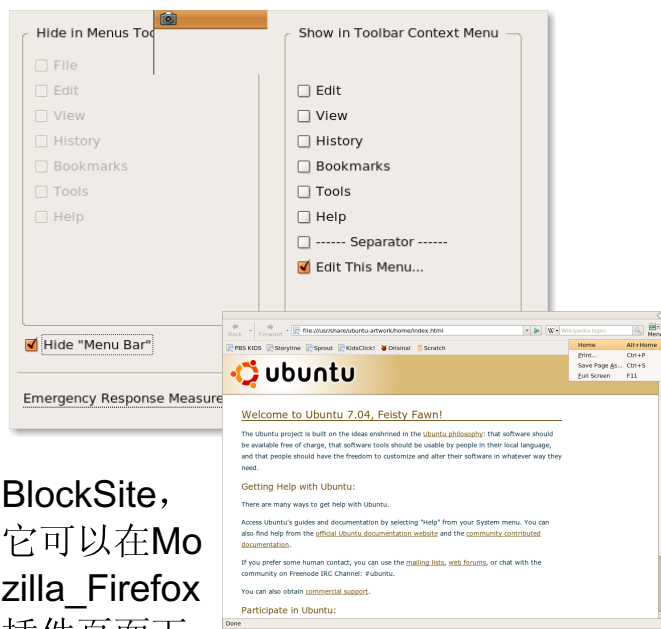 Hide in Menus Too
File
Edit
View
History
Bookmarks
Tools
Help
Show in Toolbar Context Menu
Edit
View
History
Bookmarks
Tools
Help
------ Separator ------
Edit This Menu...
Hide "Menu Bar"
Emergency Response Measure
Back
Forward
file:///usr/share/ubuntu-artwork/home/index.html
Wikipedia topic
Menu
PBS KIDS Storyline Sprout KidsClick! Orisinal Scratch
Home Alt+Home
Print... Ctrl+P
Save Page As... Ctrl+S
Full Screen F11
ubuntu
Welcome to Ubuntu 7.04, Feisty Fawn!
The Ubuntu project is built on the ideas enshrined in the Ubuntu philosophy: that software should
be available free of charge, that software tools should be usable by people in their local language,
and that people should have the freedom to customize and alter their software in whatever way they
need.
Getting Help with Ubuntu:
There are many ways to get help with Ubuntu.
Access Ubuntu's guides and documentation by selecting "Help" from your System menu. You can
also find help from the official Ubuntu documentation website and the community contributed
documentation.
If you prefer some human contact, you can use the mailing lists, web forums, or chat with the
community on Freenode IRC Channel: #ubuntu.
You can also obtain commercial support.
Participate in Ubuntu:
Done
BlockSite，
它可以在Mo
zilla_Firefox
插件页面下